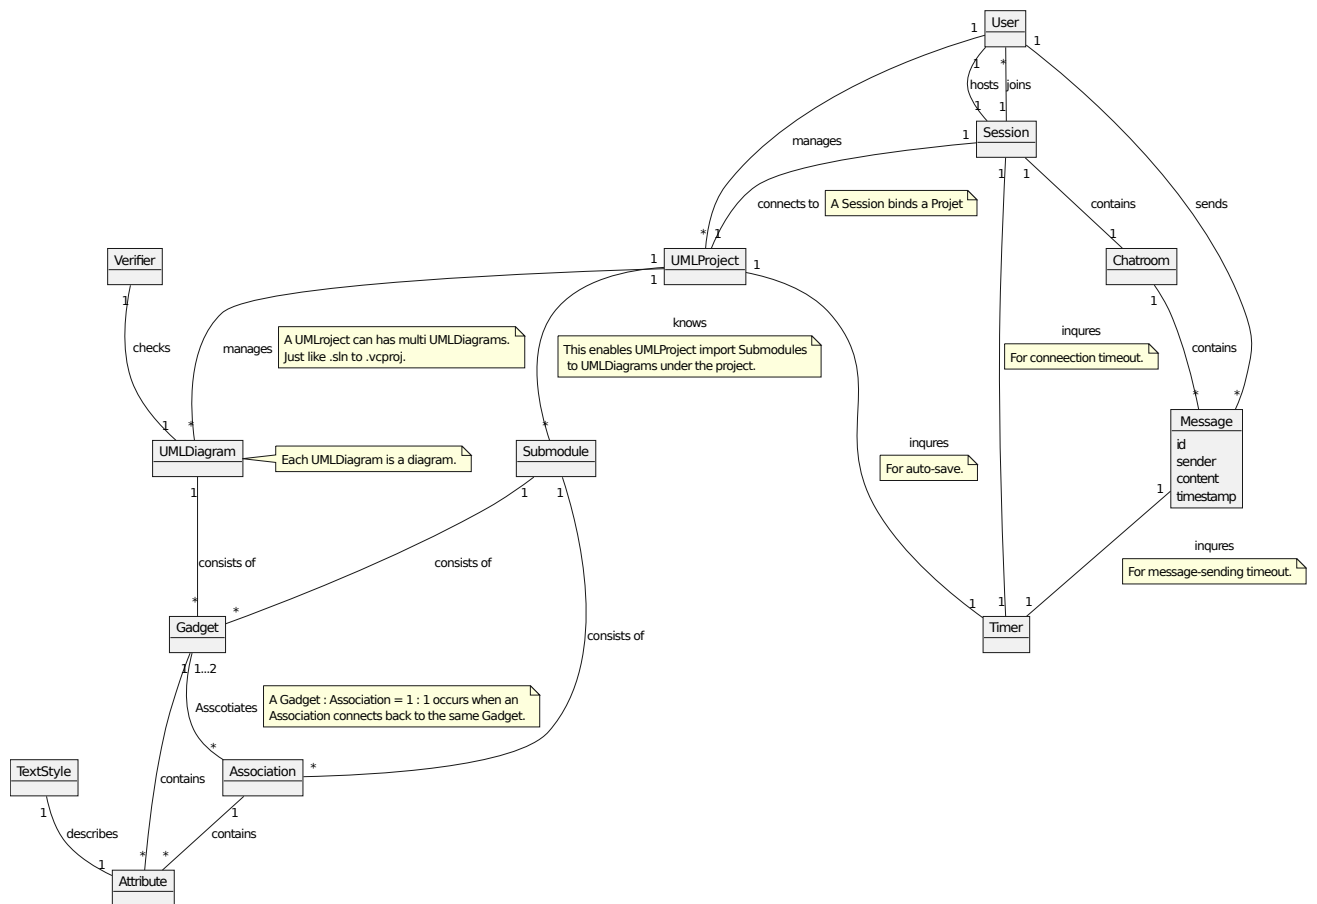 User
1
1
1
*
hosts
joins
1
1
manages
Session
1
1
1
connects to
A Session binds a Projet
contains
sends
*
1
1
Verifier
UMLProject
Chatroom
1
1
1
1
1
checks
manages
A UMLroject can has multi UMLDiagrams.
Just like .sln to .vcproj.
knows
This enables UMLProject import Submodules
to UMLDiagrams under the project.
inqures
For conneection timeout.
contains
1
*
*
*
*
UMLDiagram
Each UMLDiagram is a diagram.
Submodule
inqures
For auto-save.
Message
id
sender
content
timestamp
1
1
1
1
consists of
consists of
inqures
For message-sending timeout.
*
*
1
1
1
Gadget
Timer
consists of
1
1...2
Asscotiates
A Gadget : Association = 1 : 1 occurs when an
Association connects back to the same Gadget.
*
*
TextStyle
contains
Association
1
1
describes
contains
1
*
*
Attribute